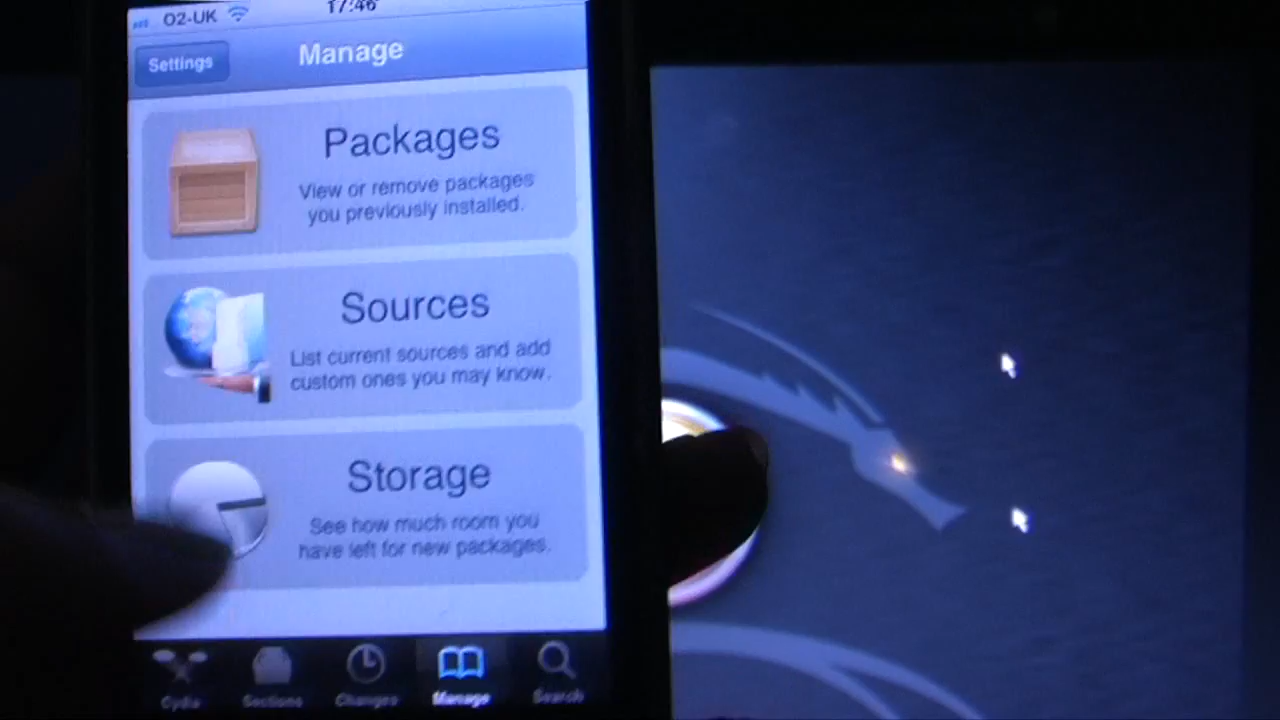 O2-UK
17:46
Settings
Manage
Packages
View or remove packages
you previously installed.
Sources
List current sources and add
custom ones you may know.
Storage
See how much room you
have left for new packages.
Cydia
Sections
Changes
Manage
Search